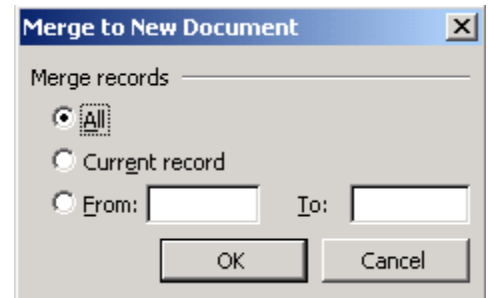 Merge to New Document
Merge records
All
Current record
From: To:
OK Cancel